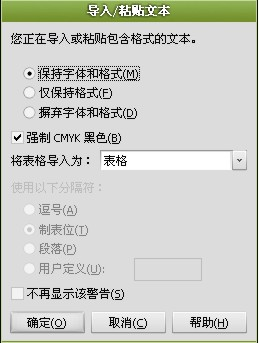 导入/粘贴文本
您正在导入或粘贴包含格式的文本。
保持字体和格式(M)
仅保持格式(F)
摒弃字体和格式(D)
强制 CMYK 黑色(B)
将表格导入为： 表格
使用以下分隔符：
逗号(A)
制表位(T)
段落(P)
用户定义(U):
不再显示该警告(S)
确定(O) 取消(C) 帮助(H)